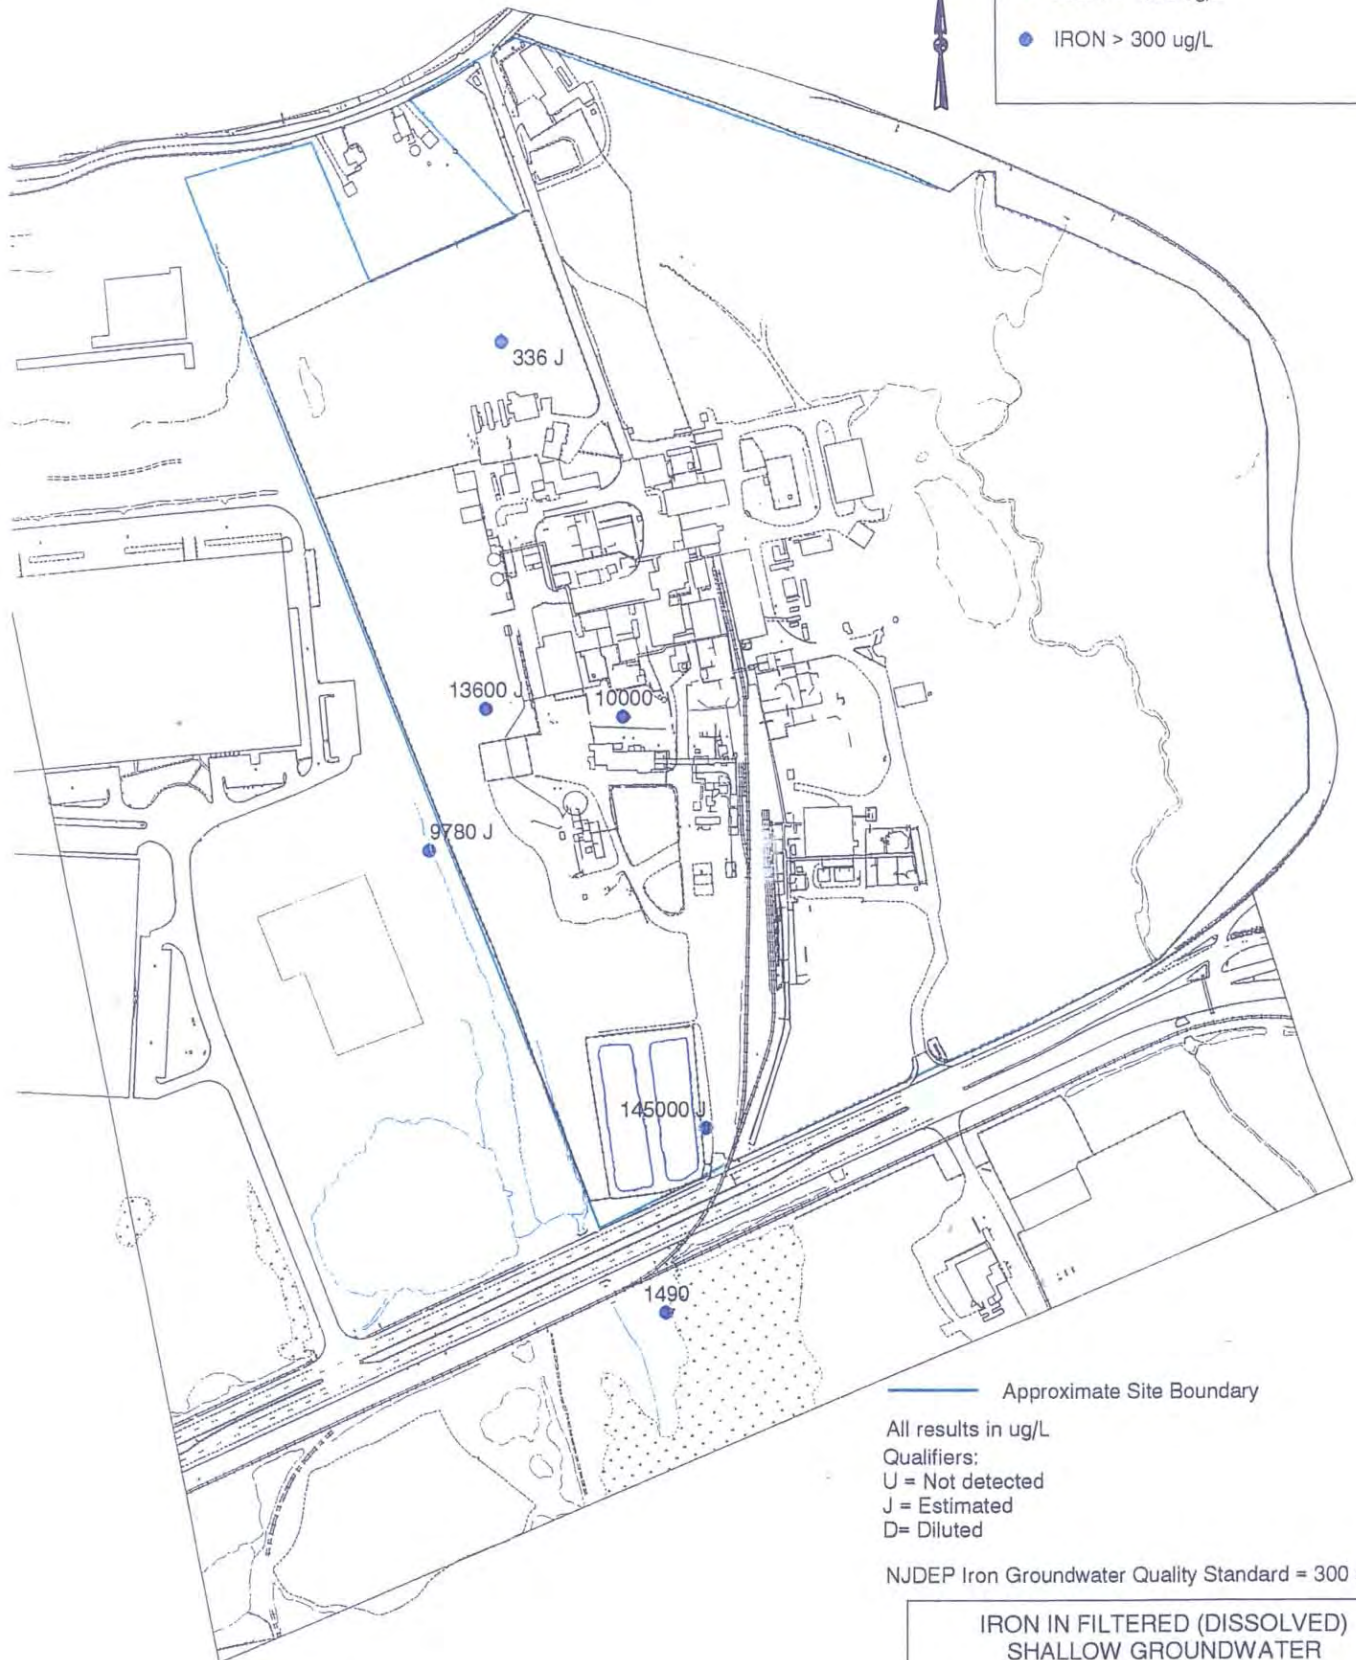 IRON > 300 ug/L
336 J
13600 J
10000
9780 J
145000 J
1490
Approximate Site Boundary
All results in ug/L
Qualifiers:
U = Not detected
J = Estimated
D= Diluted
NJDEP Iron Groundwater Quality Standard = 300
IRON IN FILTERED (DISSOLVED)
SHALLOW GROUNDWATER